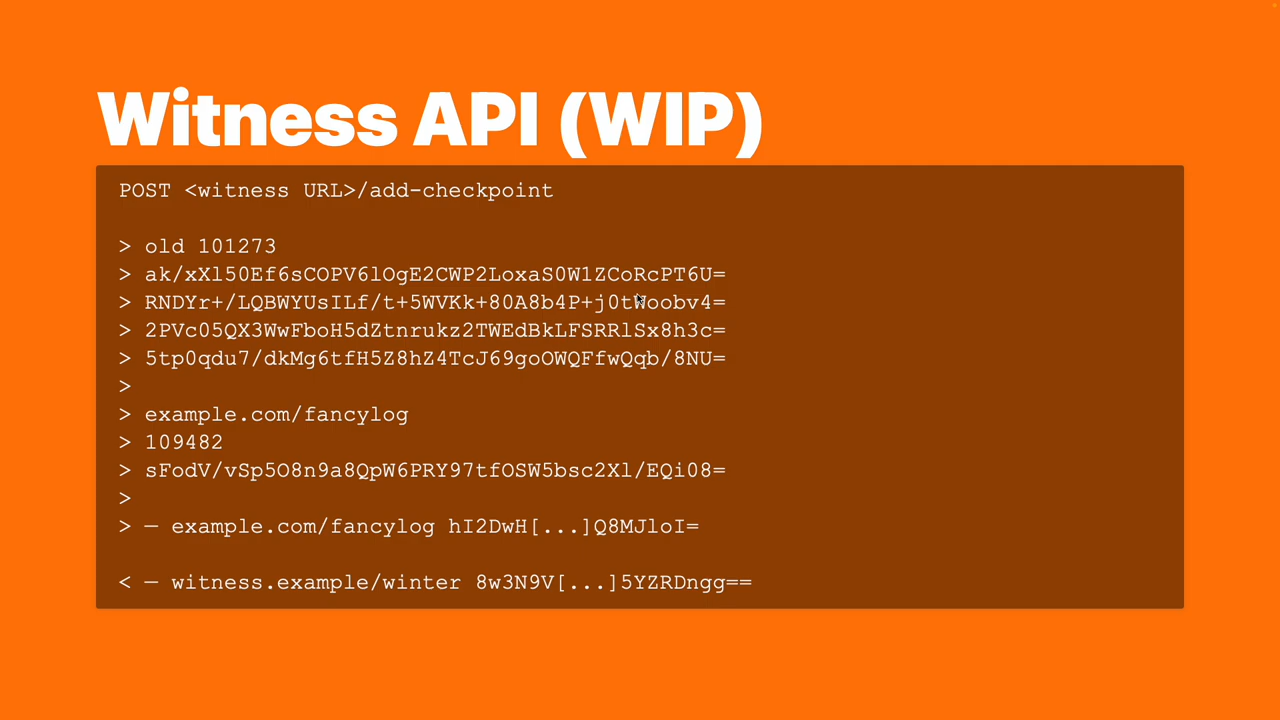 Witness API (WIP)
POST <witness URL>/add-checkpoint
> old 101273
> ak/xXl50Ef6sCOPV6lOgE2CWP2LoxaS0W1ZCoRcPT6U=
> RNDYr+/LQBWYUsILf/t+5WVKk+80A8b4P+j0tWoobv4=
> 2PVc05QX3WwFboH5dZtnrukz2TWEdBkLFSRRlSx8h3c=
> 5tp0qdu7/dkMg6tfH5Z8hZ4TcJ69goOWQFfwQqb/8NU=
>
> example.com/fancylog
> 109482
> sFodV/vSp5O8n9a8QpW6PRY97tfOSW5bsc2Xl/EQi08=
>
> — example.com/fancylog hI2DwH[...]Q8MJloI=
< — witness.example/winter 8w3N9V[...]5YZRDngg==